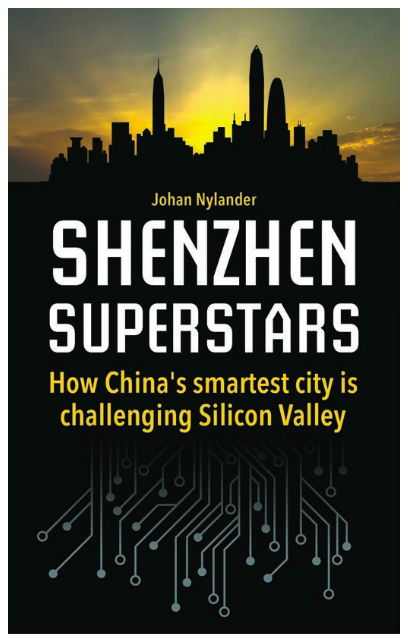 Johan Nylander
SHENZHEN
SUPERSTARS
How China's smartest city is
challenging Silicon Valley